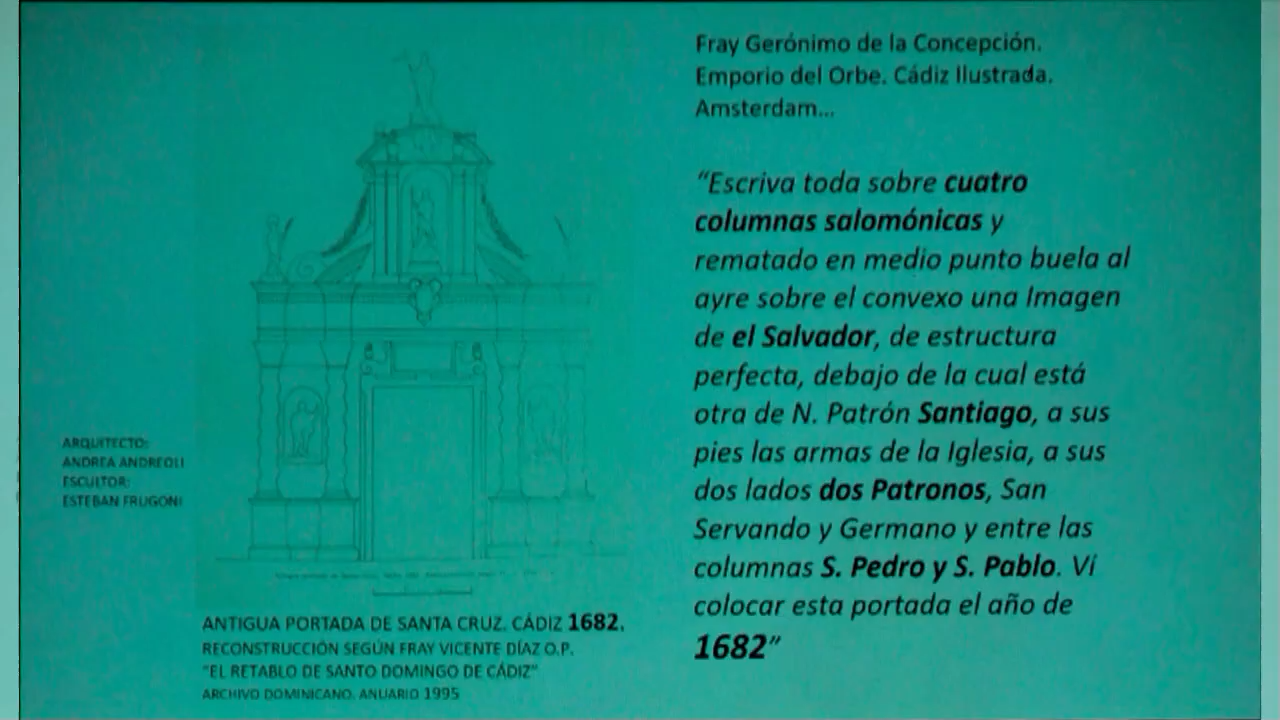 Fray Gerónimo de la Concepción.
Emporio del Orbe. Cádiz Ilustrada.
Amsterdam...
“Escriva toda sobre cuatro
columnas salomónicas y
rematado en medio punto buela al
ayre sobre el convexo una Imagen
de el Salvador, de estructura
perfecta, debajo de la cual está
otra de N. Patrón Santiago, a sus
pies las armas de la Iglesia, a sus
dos lados dos Patronos, San
Servando y Germano y entre las
columnas S. Pedro y S. Pablo. Ví
colocar esta portada el año de
1682”
ARQUITECTO:
ANDREA ANDREOLI
ESCULTOR:
ESTEBAN FRUGONI
ANTIGUA PORTADA DE SANTA CRUZ. CÁDIZ 1682.
RECONSTRUCCIÓN SEGÚN FRAY VICENTE DÍAZ O.P.
“EL RETABLO DE SANTO DOMINGO DE CÁDIZ”
ARCHIVO DOMINICANO. ANUARIO 1995